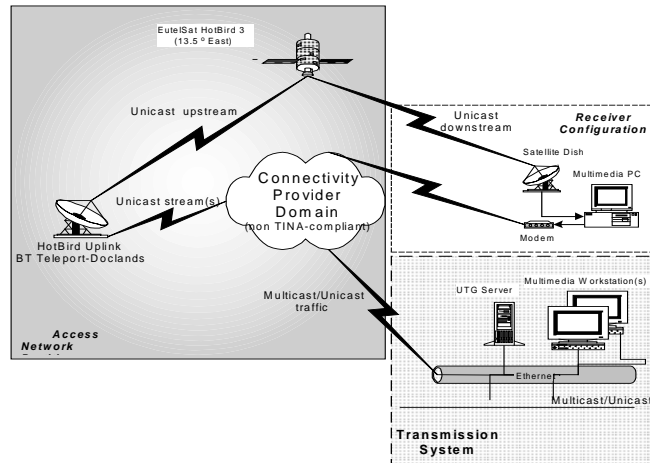 EutelSat HotBird 3
(13.5 º East)
Unicast upstream
Unicast
downstream
Receiver
Configuration
Satellite Dish
Multimedia PC
Modem
Connectivity
Provider
Domain
(non TINA-compliant)
Unicast stream(s)
HotBird Uplink
BT Teleport-Doclands
Multicast/Unicast
traffic
Access
Network
UTG Server
Multimedia Workstation(s)
Ethernet
Multicast/Unicast
Transmission
System